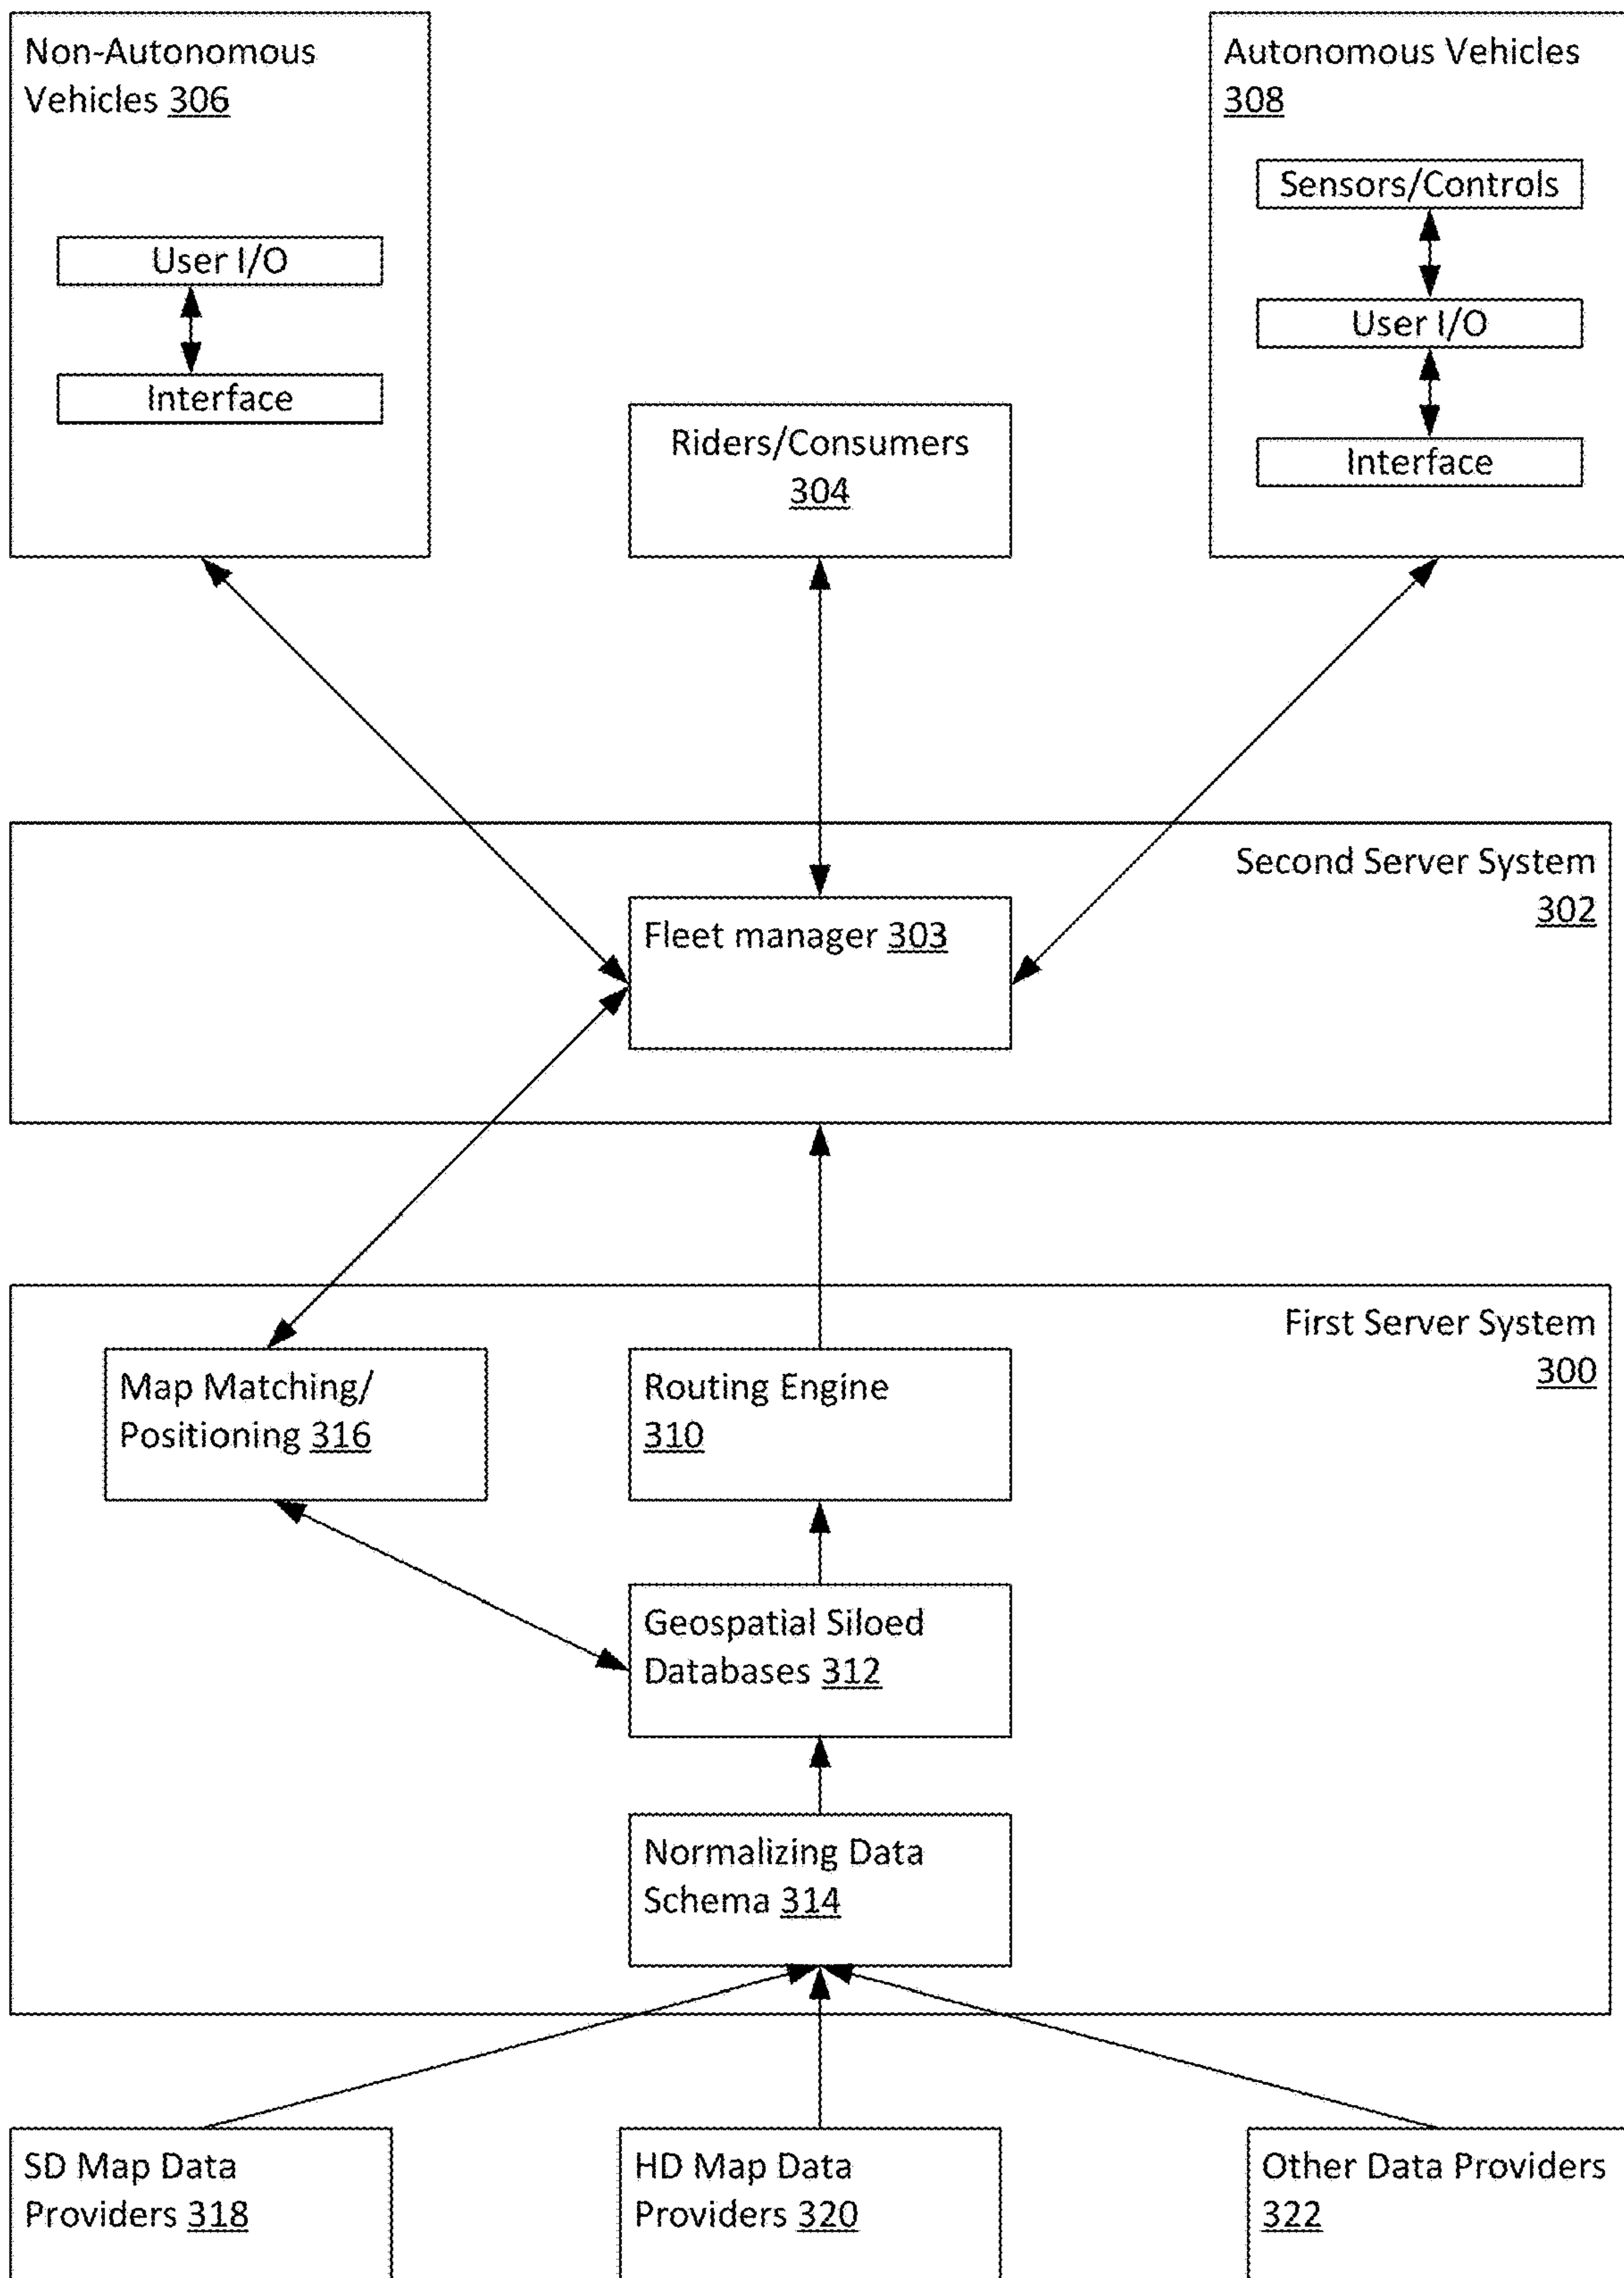 Non-Autonomous
Vehicles 306
User I/O
Interface
Autonomous Vehicles
308
Sensors/Controls
User I/O
Interface
Riders/Consumers
304
Second Server System
302
Fleet manager 303
First Server System
300
Map Matching/
Positioning 316
Routing Engine
310
Geospatial Siloed
Databases 312
Normalizing Data
Schema 314
SD Map Data
Providers 318
HD Map Data
Providers 320
Other Data Providers
322